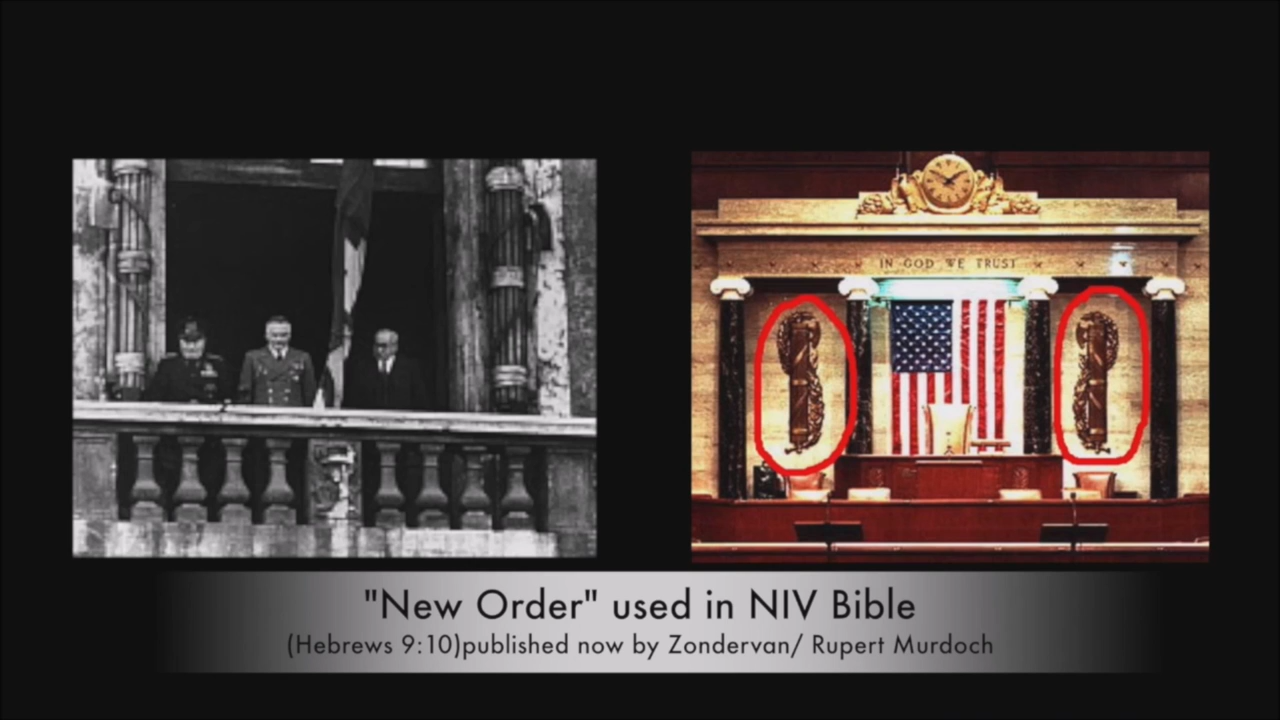 IN GOD WE TRUST
"New Order" used in NIV Bible
(Hebrews 9:10)published now by Zondervan/ Rupert Murdoch